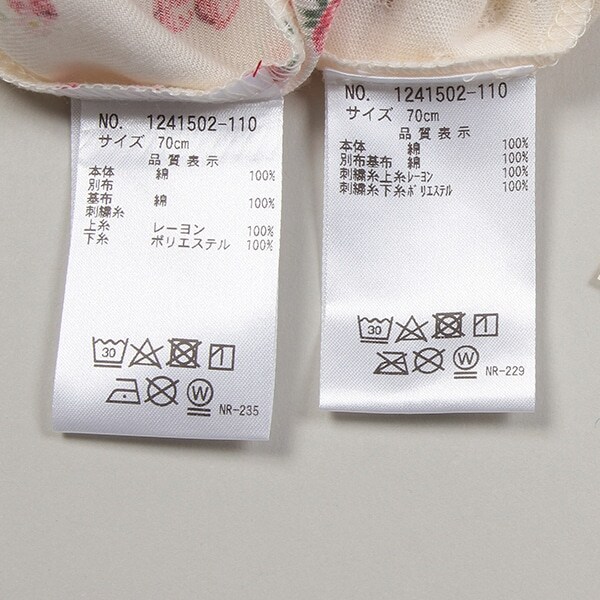 NO. 1241502-110
サイズ 70cm
品質表示
本体 綿 100%
別布
基布 綿 100%
刺繍糸
上糸 レーヨン 100%
下糸 ポリエステル 100%
30
1
W
NR-235
NO. 1241502-110
サイズ 70cm
品質表示
本体 綿 100%
別布基布 綿 100%
刺繍糸上糸レーヨン 100%
刺繍糸下糸ポリエステル 100%
30
1
W
NR-229